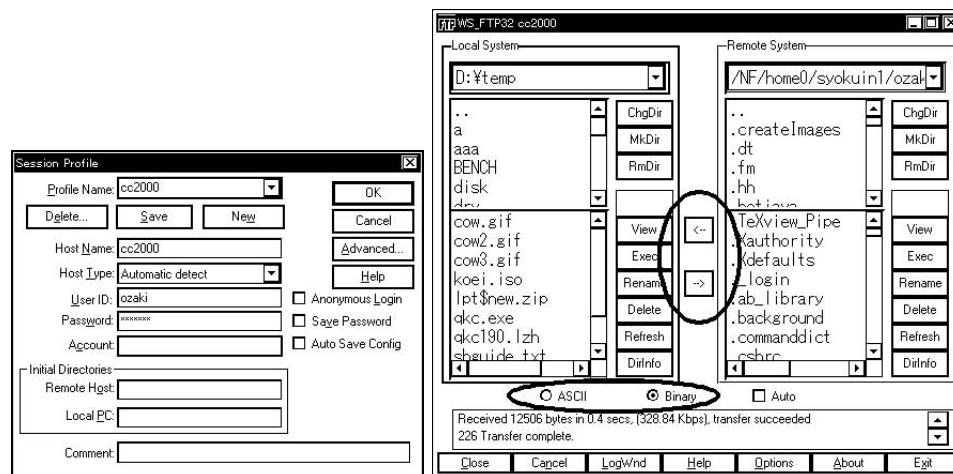 Session Profile
Profile Name: cc2000
OK
Delete... Save New
Cancel
Host Name: cc2000
Advanced...
Host Type: Automatic detect
Help
User ID: ozaki
Anonymous Login
Password: *******
Save Password
Account:
Auto Save Config
Initial Directories
Remote Host:
Local PC:
Comment:
WS_FTP32 cc2000
Local System
D:¥temp
..
a
aaa
BENCH
disk
ChgDir
MkDir
RmDir
cow.gif
cow2.gif
cow3.gif
koei.iso
lpt$new.zip
qkc.exe
qkc190.lzh
sbguide.txt
View
Exec
Rename
Delete
Refresh
DirInfo
<--
-->
Remote System
/NF/home0/syokuin1/ozak
..
.createImages
.dt
.fm
.hh
.hotjava
ChgDir
MkDir
RmDir
.TeXview_Pipe
.Xauthority
.Xdefaults
_login
.ab_library
.background
.commanddict
.cshrc
View
Exec
Rename
Delete
Refresh
DirInfo
ASCII Binary Auto
Received 12506 bytes in 0.4 secs, (328.84 Kbps), transfer succeeded
226 Transfer complete.
Close Cancel LogWnd Help Options About Exit